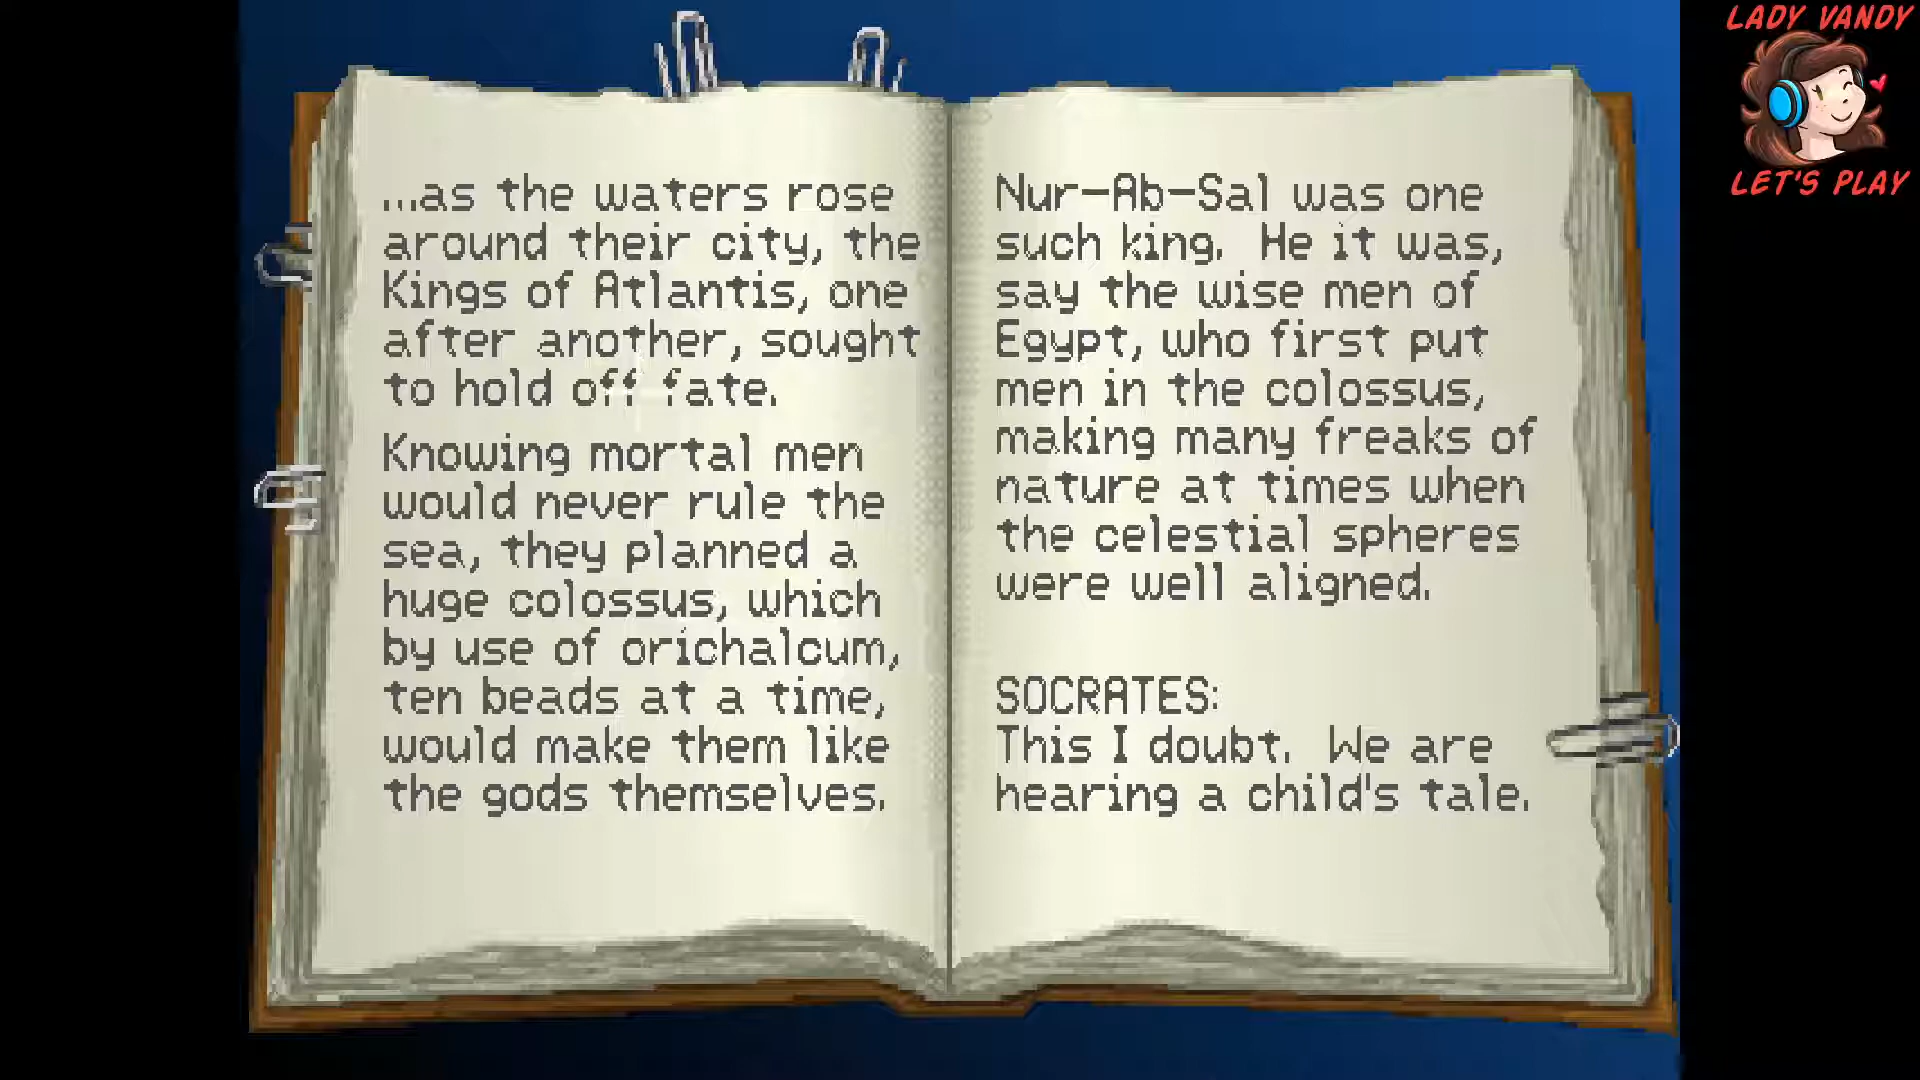 LADY VANDY
LET'S PLAY
...as the waters rose
around their city, the
Kings of Atlantis, one
after another, sought
to hold off fate.
Knowing mortal men
would never rule the
sea, they planned a
huge colossus, which
by use of orichalcum,
ten beads at a time,
would make them like
the gods themselves.
Nur-Ab-Sal was one
such king.  He it was,
say the wise men of
Egypt, who first put
men in the colossus,
making many freaks of
nature at times when
the celestial spheres
were well aligned.
SOCRATES:
This I doubt.  We are
hearing a child's tale.